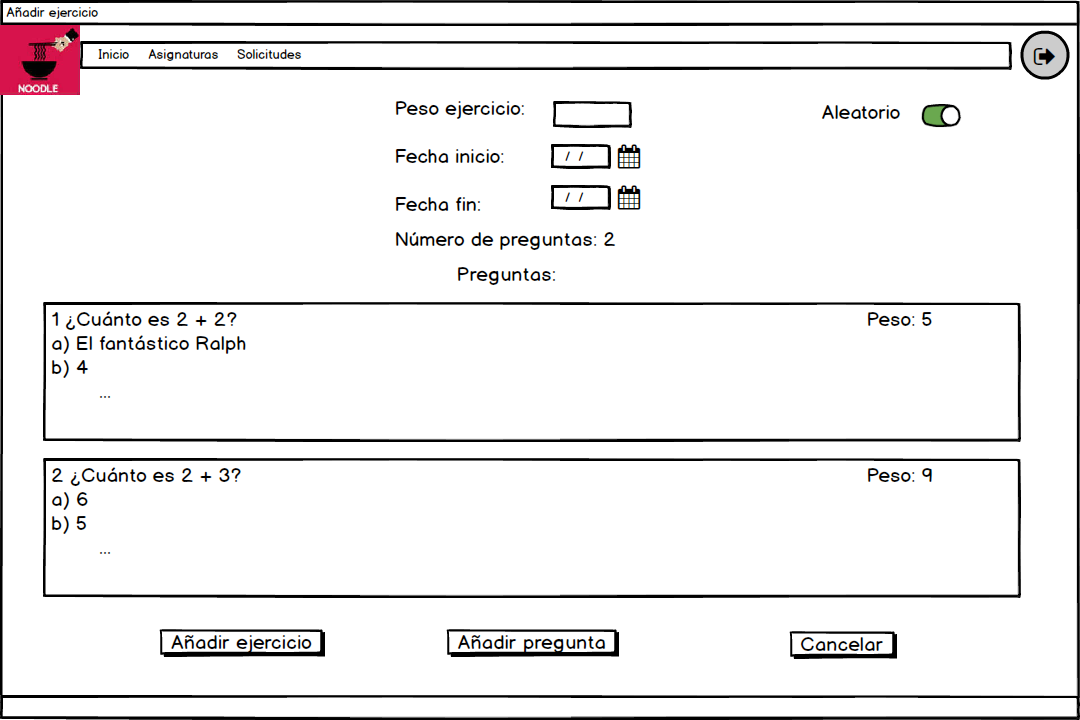 Añadir ejercicio
NOODLE
Inicio Asignaturas Solicitudes
Peso ejercicio:
Aleatorio
Fecha inicio: / /
Fecha fin: / /
Número de preguntas: 2
Preguntas:
1 ¿Cuánto es 2 + 2? Peso: 5
a) El fantástico Ralph
b) 4
...
2 ¿Cuánto es 2 + 3? Peso: 9
a) 6
b) 5
...
Añadir ejercicio Añadir pregunta Cancelar